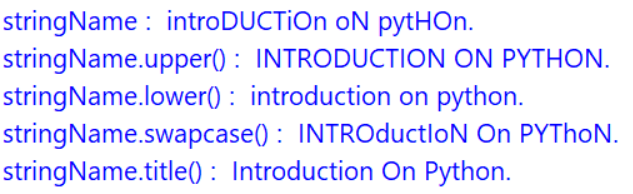 stringName :  introDUCTiOn oN pytHOn.
stringName.upper() :  INTRODUCTION ON PYTHON.
stringName.lower() :  introduction on python.
stringName.swapcase() :  INTROductIoN On PYThoN.
stringName.title() :  Introduction On Python.